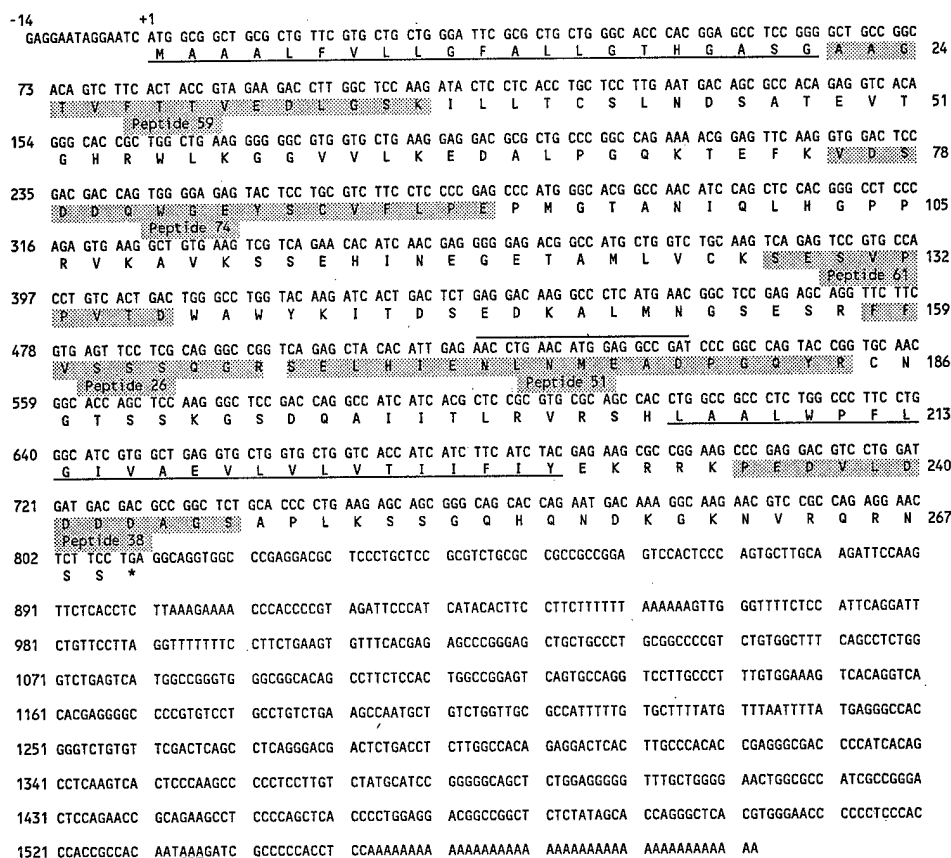 -14 +1
GAGGAATAGGAATC ATG GCG GCT GCG CTG TTC GTG CTG CTG GGA TTC GCG CTG CTG GGC ACC CAC GGA GCC TCC GGG GCT GCC GGC
M A A A L F V L L G F A L L G T H G A S G A A G 24
73 ACA GTC TTC ACT ACC GTA GAA GAC CTT GGC TCC AAG ATA CTC CTC ACC TGC TCC TTG AAT GAC AGC GCC ACA GAG GTC ACA
T V F T T V E D L G S K I L L T C S L N D S A T E V T 51
Peptide 59
154 GGG CAC CGC TGG CTG AAG GGG GGC GTG GTG CTG AAG GAG GAC GCG CTG CCC GGC CAG AAA ACG GAG TTC AAG GTG GAC TCC
G H R W L K G G V V L K E D A L P G Q K T E F K V D S 78
235 GAC GAC CAG TGG GGA GAG TAC TCC TGC GTC TTC CTC CCC GAG CCC ATG GGC ACG GCC AAC ATC CAG CTC CAC GGG CCT CCC
D D Q W G E Y S C V F L P E P M G T A N I Q L H G P P 105
Peptide 74
316 AGA GTG AAG GCT GTG AAG TCG TCA GAA CAC ATC AAC GAG GGG GAG ACG GCC ATG CTG GTC TGC AAG TCA GAG TCC GTG CCA
R V K A V K S S E H I N E G E T A M L V C K S E S V P 132
Peptide 61
397 CCT GTC ACT GAC TGG GCC TGG TAC AAG ATC ACT GAC TCT GAG GAC AAG GCC CTC ATG AAC GGC TCC GAG AGC AGG TTC TTC
P V T D W A W Y K I T D S E D K A L M N G S E S R F F 159
478 GTG AGT TCC TCG CAG GGC CGG TCA GAG CTA CAC ATT GAG AAC CTG AAC ATG GAG GCC GAT CCC GGC CAG TAC CGG TGC AAC
V S S S Q G R S E L H I E N L N M E A D P G Q Y R C N 186
Peptide 26 Peptide 51
559 GGC ACC AGC TCC AAG GGC TCC GAC CAG GCC ATC ATC ACG CTC CGC GTG CGC AGC CAC CTG GCC GCC CTC TGG CCC TTC CTG
G T S S K G S D Q A I I T L R V R S H L A A L W P F L 213
640 GGC ATC GTG GCT GAG GTG CTG GTG CTG GTC ACC ATC ATC TTC ATC TAC GAG AAG CGC CGG AAG CCC GAG GAC GTC CTG GAT
G I V A E V L V L V T I I F I Y E K R R K P E D V L D 240
721 GAT GAC GAC GCC GGC TCT GCA CCC CTG AAG AGC AGC GGG CAG CAC CAG AAT GAC AAA GGC AAG AAC GTC CGC CAG AGG AAC
D D D A G S A P L K S S G Q H Q N D K G K N V R Q R N 267
Peptide 38
802 TCT TCC TGA GGCAGGTGGC CCGAGGACGC TCCCTGCTCC GCGTCTGCGC CGCCGCCGGA GTCCACTCCC AGTGCTTGCA AGATTCCAAG
S S *
891 TTCTCACCTC TTAAAGAAAA CCCACCCCGT AGATTCCCAT CATACACTTC CTTCTTTTTT AAAAAAGTTG GGTTTTCTCC ATTCAGGATT
981 CTGTTCCTTA GGTTTTTTTC CTTCTGAAGT GTTTCACGAG AGCCCGGGAG CTGCTGCCCT GCGGCCCCGT CTGTGGCTTT CAGCCTCTGG
1071 GTCTGAGTCA TGGCCGGGTG GGCGGCACAG CCTTCTCCAC TGGCCGGAGT CAGTGCCAGG TCCTTGCCCT TTGTGGAAAG TCACAGGTCA
1161 CACGAGGGGC CCCGTGTCCT GCCTGTCTGA AGCCAATGCT GTCTGGTTGC GCCATTTTTG TGCTTTTATG TTTAATTTTA TGAGGGCCAC
1251 GGGTCTGTGT TCGACTCAGC CTCAGGGACG ACTCTGACCT CTTGGCCACA GAGGACTCAC TTGCCCACAC CGAGGGCGAC CCCATCACAG
1341 CCTCAAGTCA CTCCCAAGCC CCCTCCTTGT CTATGCATCC GGGGGCAGCT CTGGAGGGGG TTTGCTGGGG AACTGGCGCC ATCGCCGGGA
1431 CTCCAGAACC GCAGAAGCCT CCCCAGCTCA CCCCTGGAGG ACGGCCGGCT CTCTATAGCA CCAGGGCTCA CGTGGGAACC CCCCTCCCAC
1521 CCACCGCCAC AATAAAGATC GCCCCCACCT CCAAAAAAAA AAAAAAAAAA AAAAAAAAAA AAAAAAAAAA AA